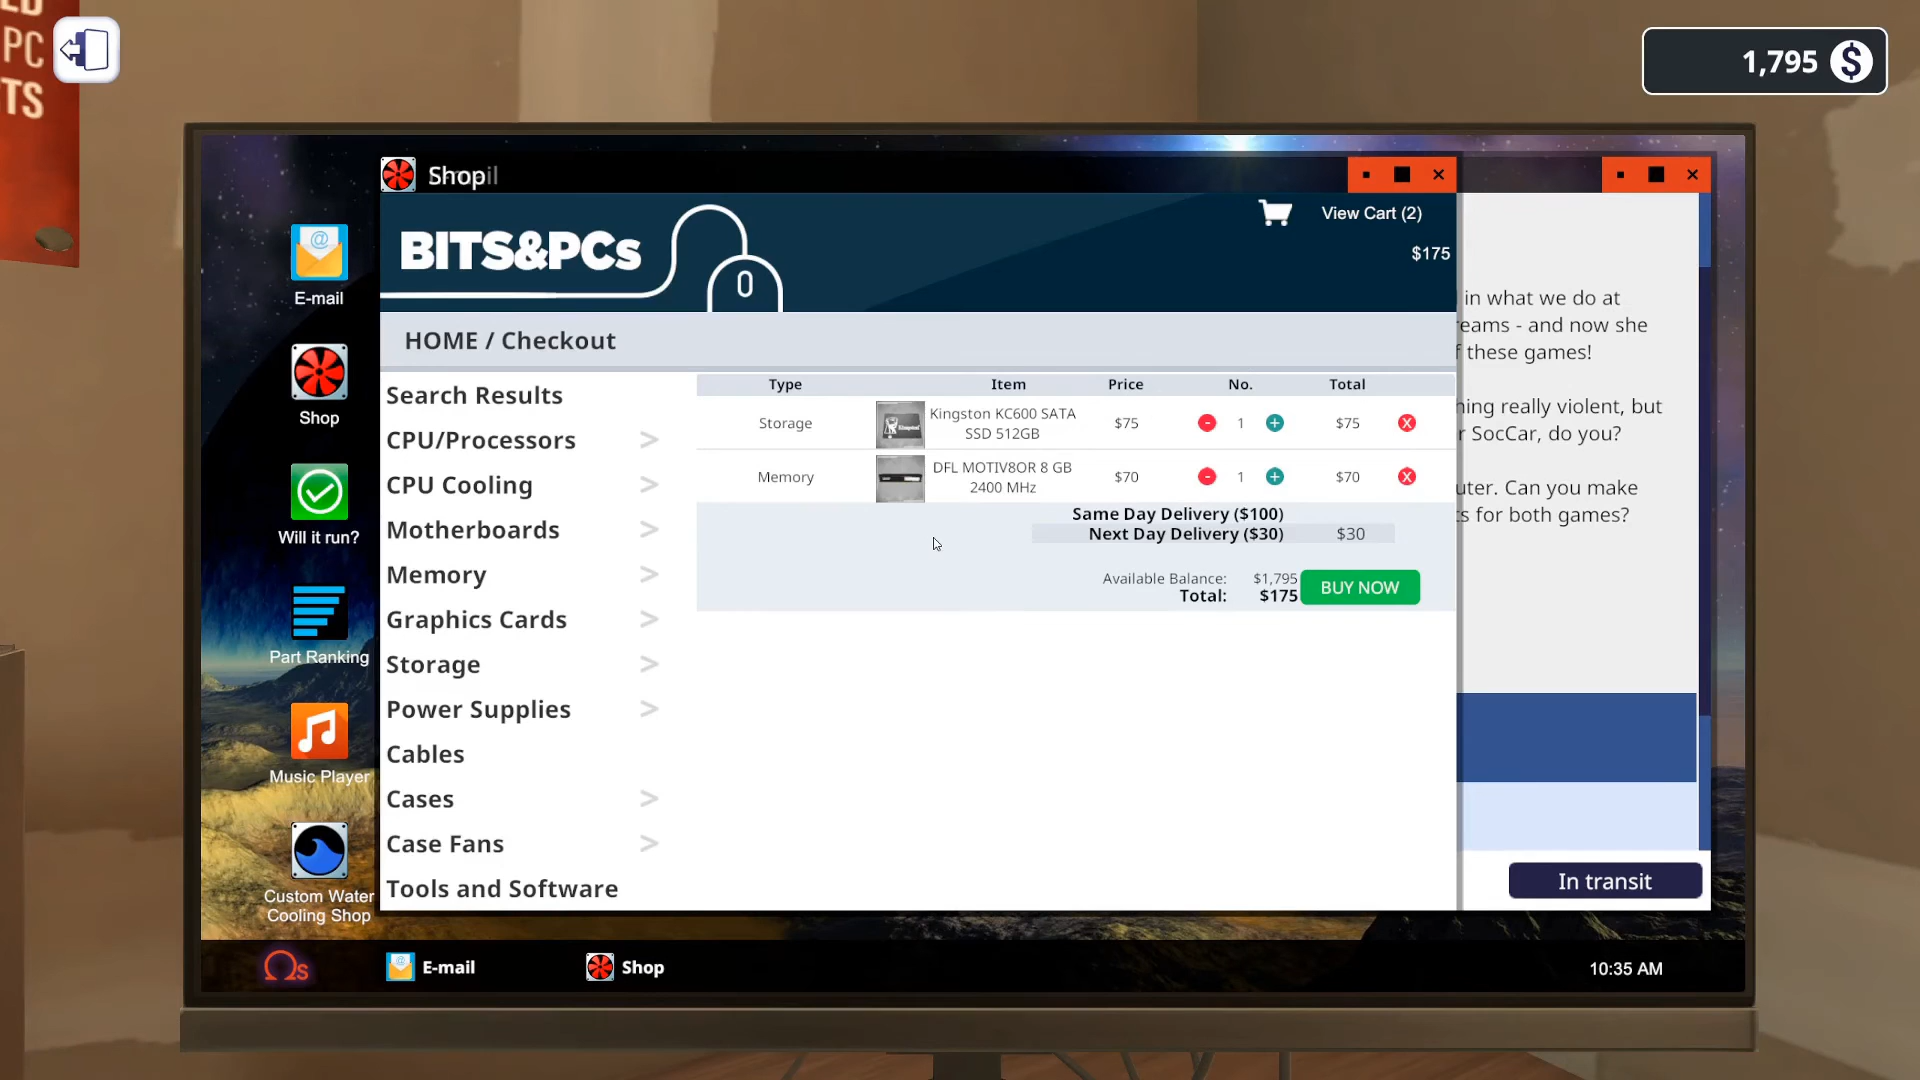 ED
PC
TS
1,795 $
Shop
BITS&PCs
View Cart (2)
$175
HOME / Checkout
Search Results
CPU/Processors >
CPU Cooling >
Motherboards >
Memory >
Graphics Cards >
Storage >
Power Supplies >
Cables
Cases >
Case Fans >
Tools and Software
Type Item Price No. Total
Storage Kingston KC600 SATA SSD 512GB $75 - 1 + $75 X
Memory DFL MOTIV8OR 8 GB 2400 MHz $70 - 1 + $70 X
Same Day Delivery ($100)
Next Day Delivery ($30) $30
Available Balance: $1,795
Total: $175
BUY NOW
in what we do at
reams - and now she
f these games!
hing really violent, but
r SocCar, do you?
uter. Can you make
ts for both games?
In transit
E-mail
Shop
Will it run?
Part Ranking
Music Player
Custom Water
Cooling Shop
Ωs
E-mail
Shop
10:35 AM